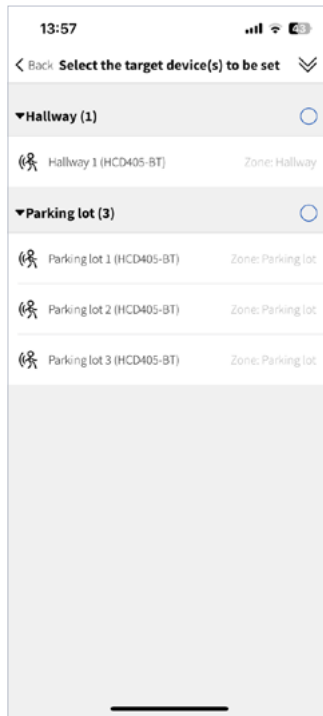 13:57
43
Back Select the target device(s) to be set
Hallway (1)
Hallway 1 (HCD405-BT) Zone: Hallway
Parking lot (3)
Parking lot 1 (HCD405-BT) Zone: Parking lot
Parking lot 2 (HCD405-BT) Zone: Parking lot
Parking lot 3 (HCD405-BT) Zone: Parking lot